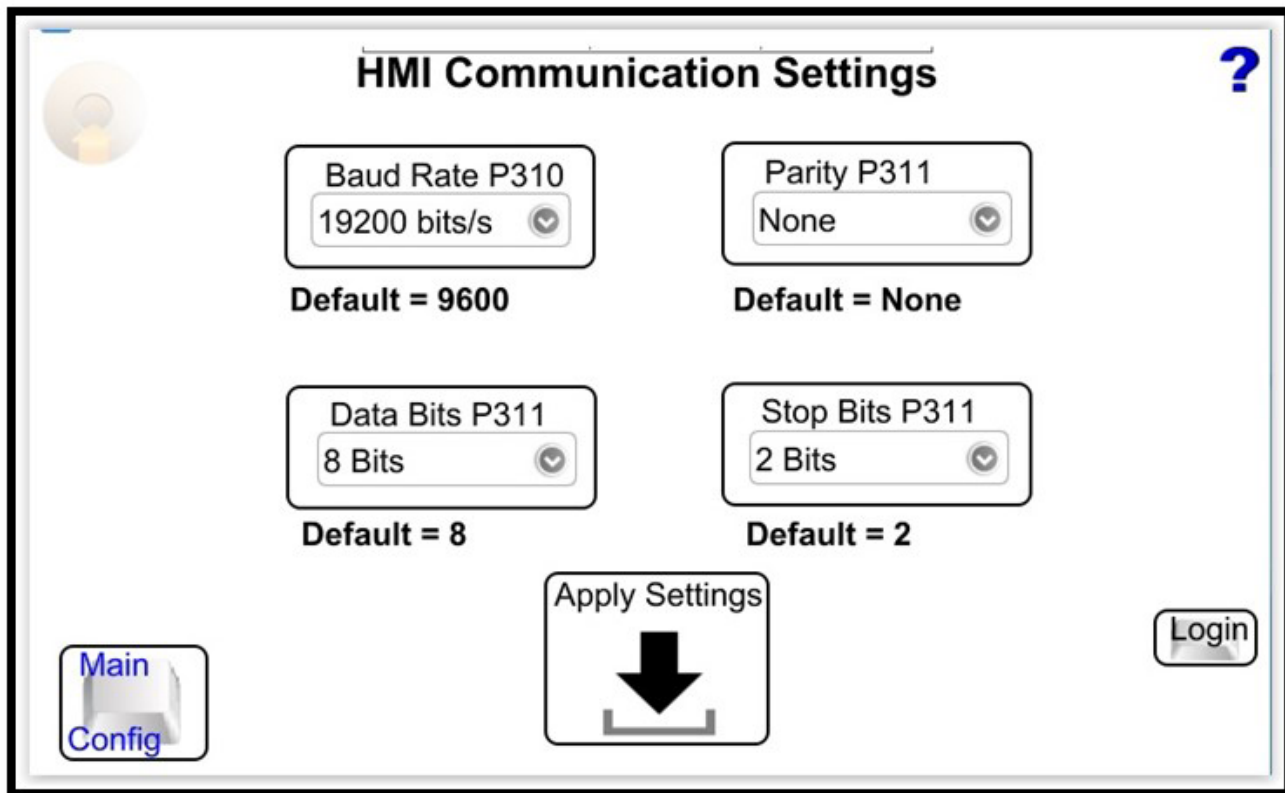 HMI Communication Settings
?
Baud Rate P310
19200 bits/s
Default = 9600
Parity P311
None
Default = None
Data Bits P311
8 Bits
Default = 8
Stop Bits P311
2 Bits
Default = 2
Apply Settings
Login
Main
Config